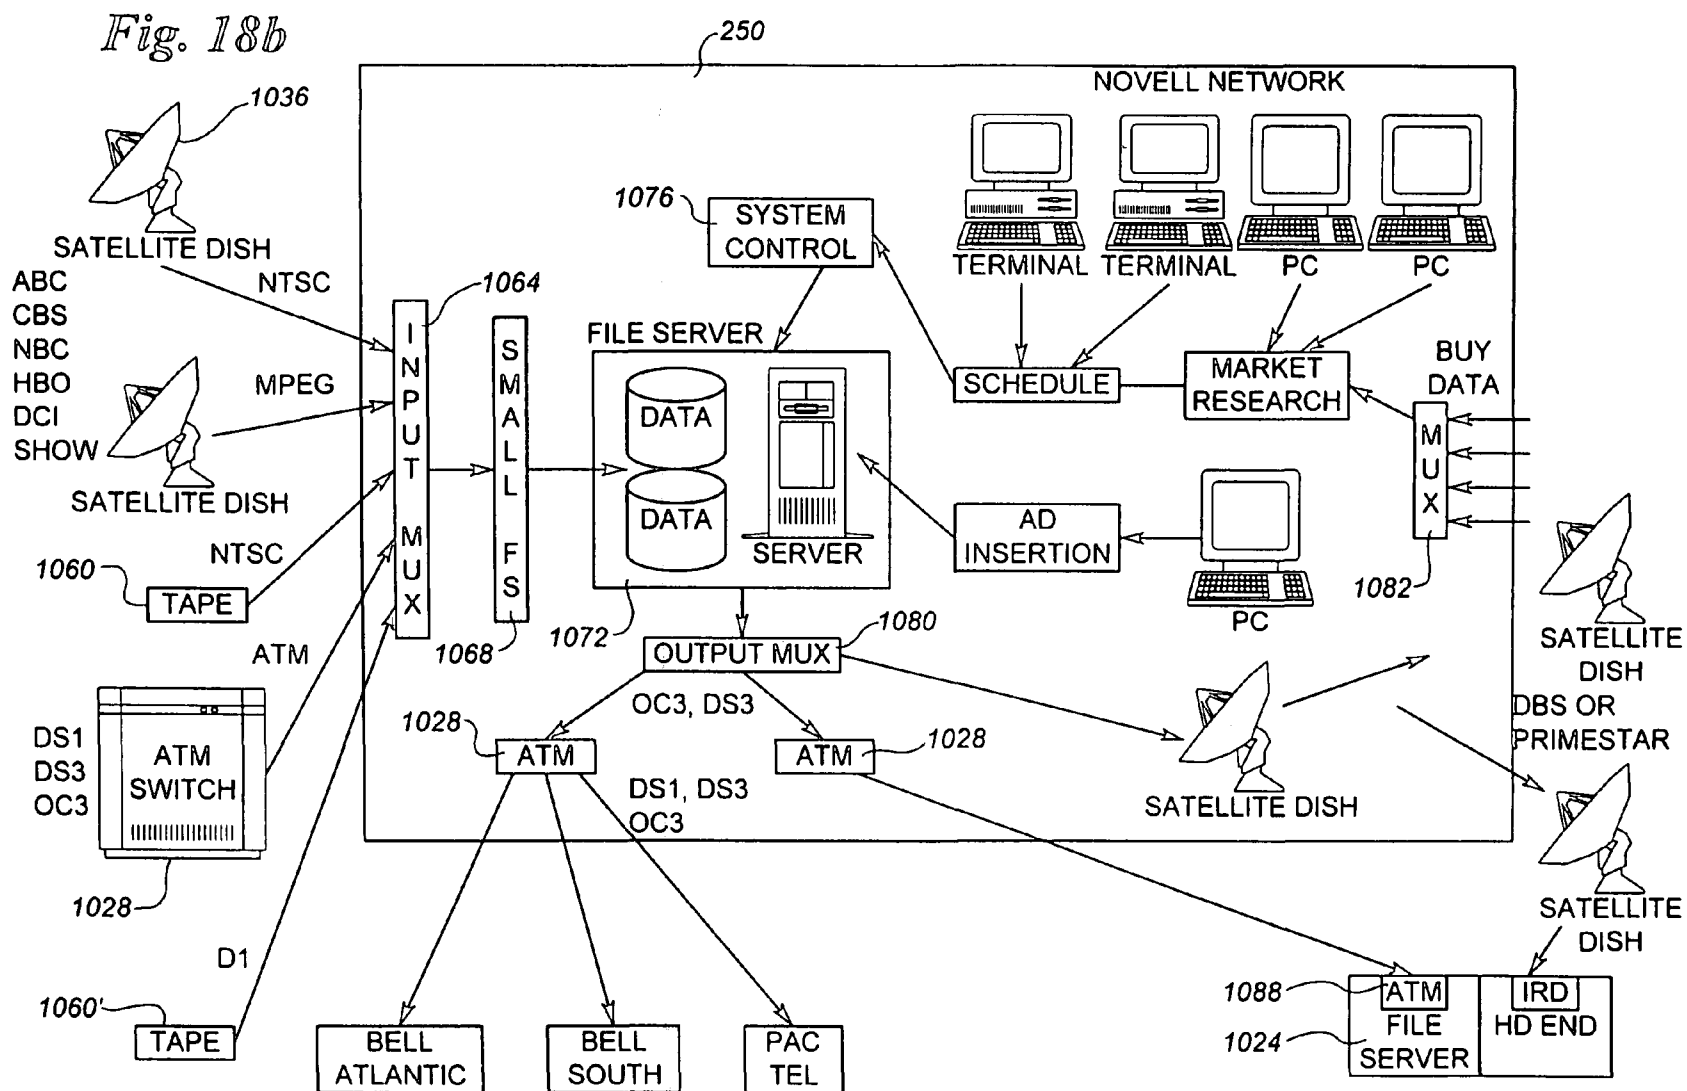 Fig. 18b
250
NOVELL NETWORK
1036
SATELLITE DISH
ABC
CBS
NBC
HBO
DCI
SHOW
NTSC
MPEG
SATELLITE DISH
NTSC
1060
TAPE
ATM
DS1
DS3
OC3
ATM
SWITCH
1028
D1
1060'
TAPE
1064
INPUT MUX
SMALL FS
1068
1076
SYSTEM
CONTROL
FILE SERVER
DATA
DATA
SERVER
1072
TERMINAL
TERMINAL
PC
PC
SCHEDULE
MARKET
RESEARCH
BUY
DATA
MUX
1082
AD
INSERTION
PC
1080
OUTPUT MUX
OC3, DS3
1028
ATM
ATM
1028
DS1, DS3
OC3
SATELLITE DISH
SATELLITE
DISH
DBS OR
PRIMESTAR
SATELLITE
DISH
BELL
ATLANTIC
BELL
SOUTH
PAC
TEL
1088
ATM
FILE
SERVER
1024
IRD
HD END